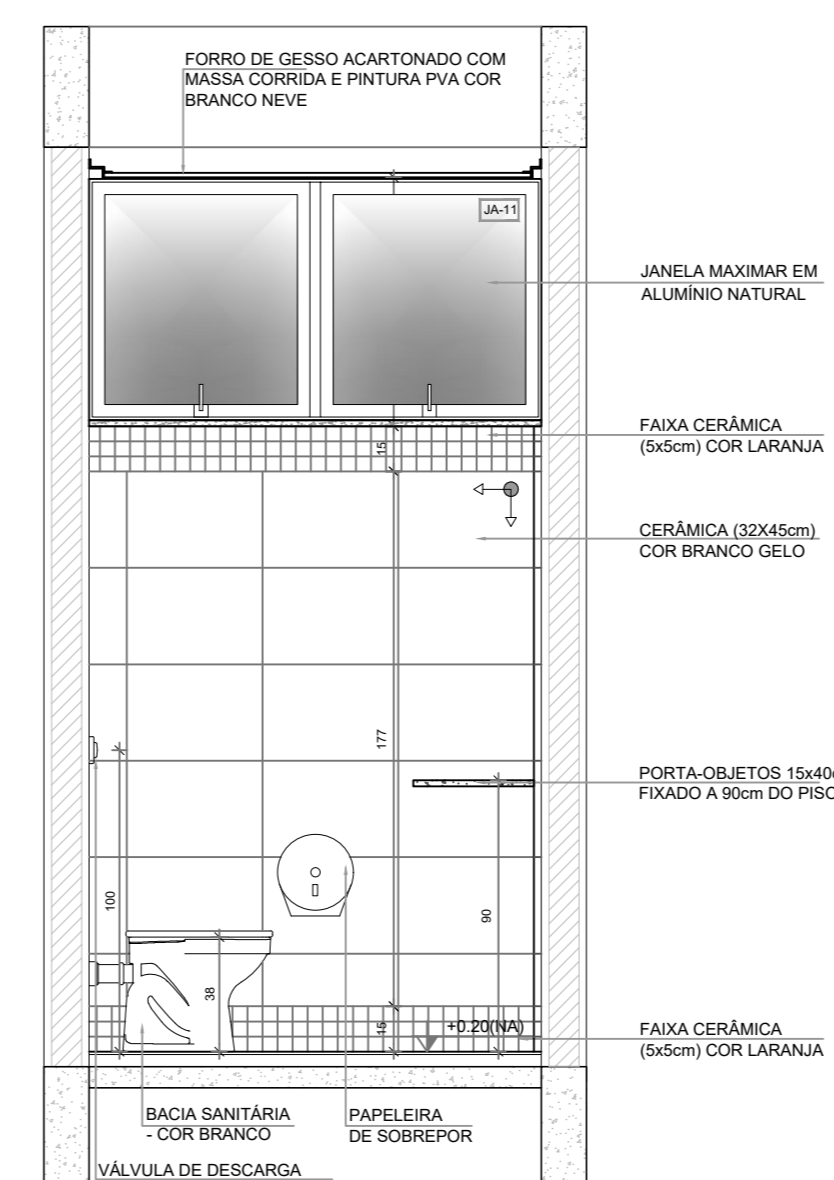 FORRO DE GESSO ACARTONADO COM
MASSA CORRIDA E PINTURA PVA COR
BRANCO NEVE
JA-11
JANELA MAXIMAR EM
ALUMÍNIO NATURAL
FAIXA CERÂMICA
(5x5cm) COR LARANJA
15
CERÂMICA (32X45cm)
COR BRANCO GELO
177
PORTA-OBJETOS 15x40c
FIXADO A 90cm DO PISO
100
90
38
15
+0.20(NA)
FAIXA CERÂMICA
(5x5cm) COR LARANJA
BACIA SANITÁRIA
- COR BRANCO
PAPELEIRA
DE SOBREPOR
VÁLVULA DE DESCARGA